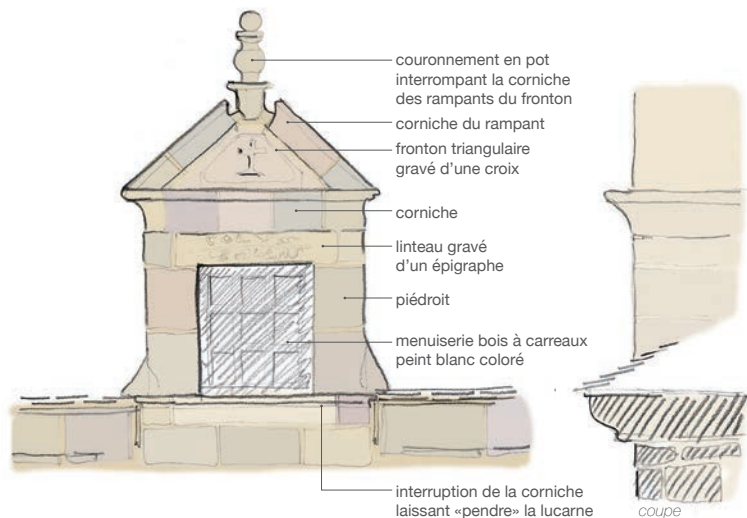 couronnement en pot
interrompant la corniche
des rampants du fronton
corniche du rampant
fronton triangulaire
gravé d’une croix
corniche
linteau gravé
d’un épigraphe
piédroit
menuiserie bois à carreaux
peint blanc coloré
interruption de la corniche
laissant «pendre» la lucarne
coupe